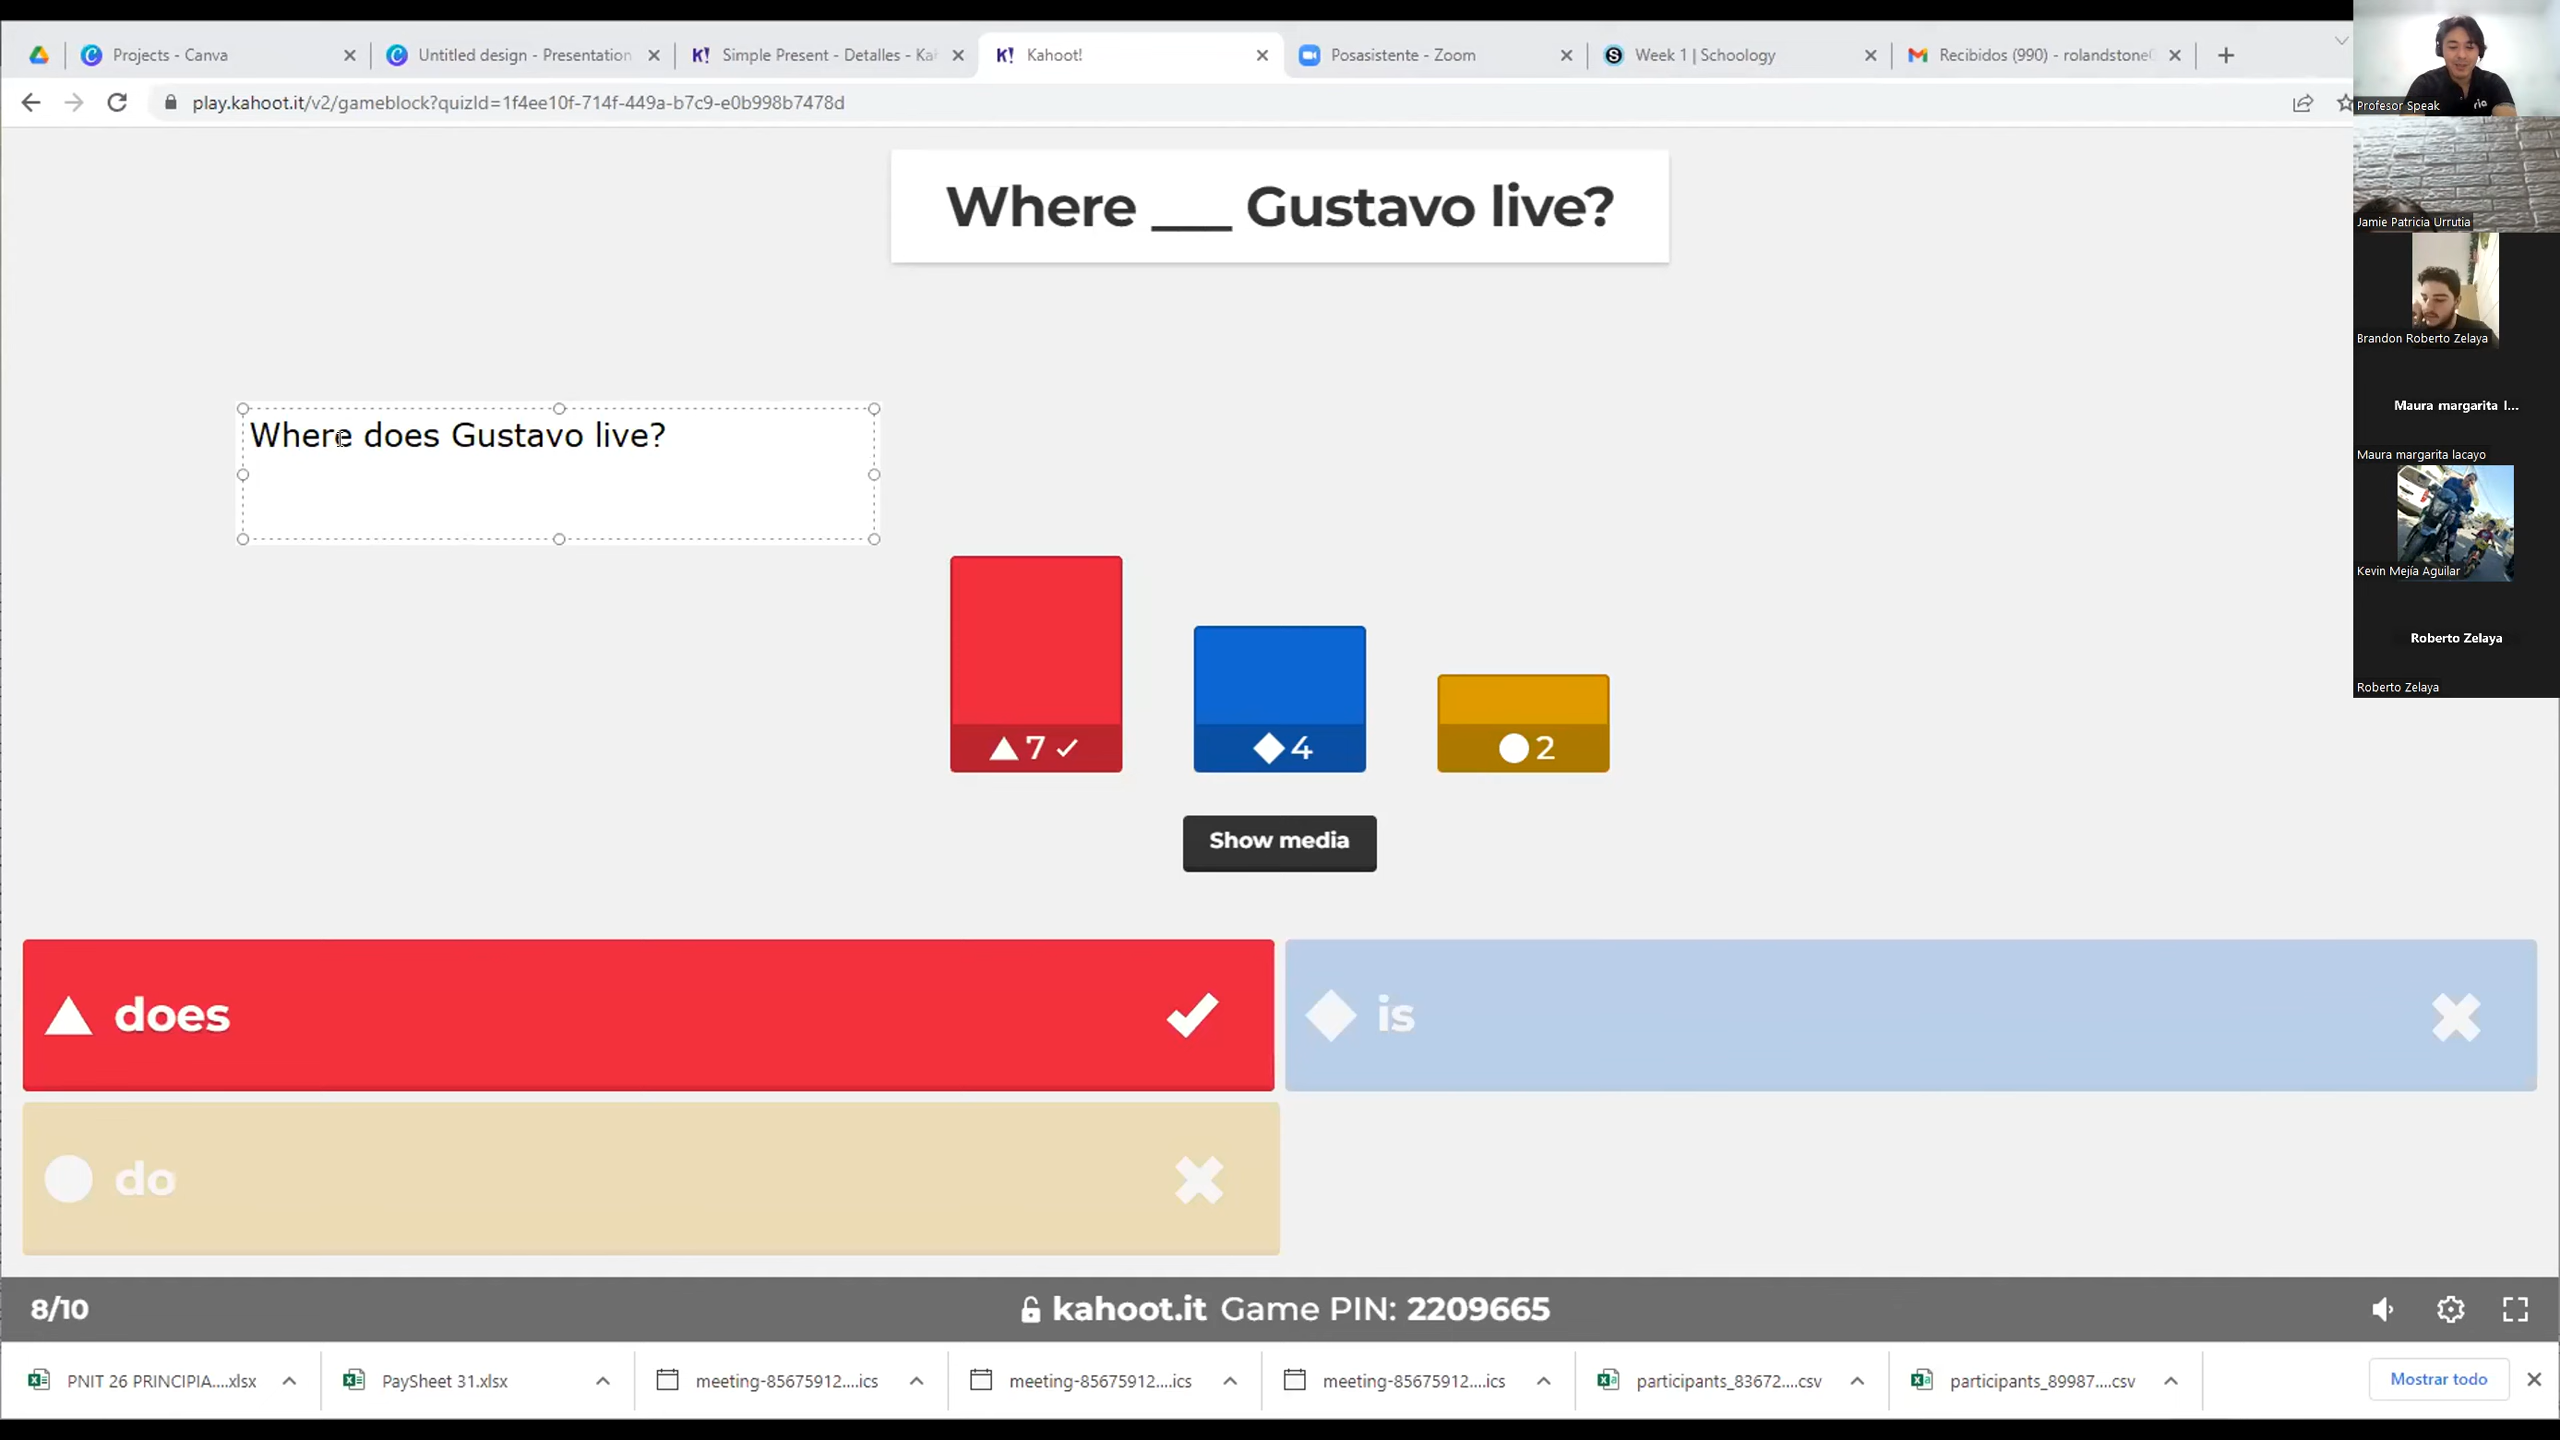 Projects - Canva
Untitled design - Presentation
Simple Present - Detalles - Kah
Kahoot!
Posasistente - Zoom
Week 1 | Schoology
Recibidos (990) - rolandstone
play.kahoot.it/v2/gameblock?quizId=1f4ee10f-714f-449a-b7c9-e0b998b7478d
Profesor Speak
Jamie Patricia Urrutia
Brandon Roberto Zelaya
Maura margarita l...
Maura margarita lacayo
Kevin Mejía Aguilar
Roberto Zelaya
Roberto Zelaya
Where ___ Gustavo live?
Where does Gustavo live?
7
4
2
Show media
does
is
do
8/10
kahoot.it Game PIN: 2209665
PNIT 26 PRINCIPIA....xlsx
PaySheet 31.xlsx
meeting-85675912....ics
meeting-85675912....ics
meeting-85675912....ics
participants_83672....csv
participants_89987....csv
Mostrar todo